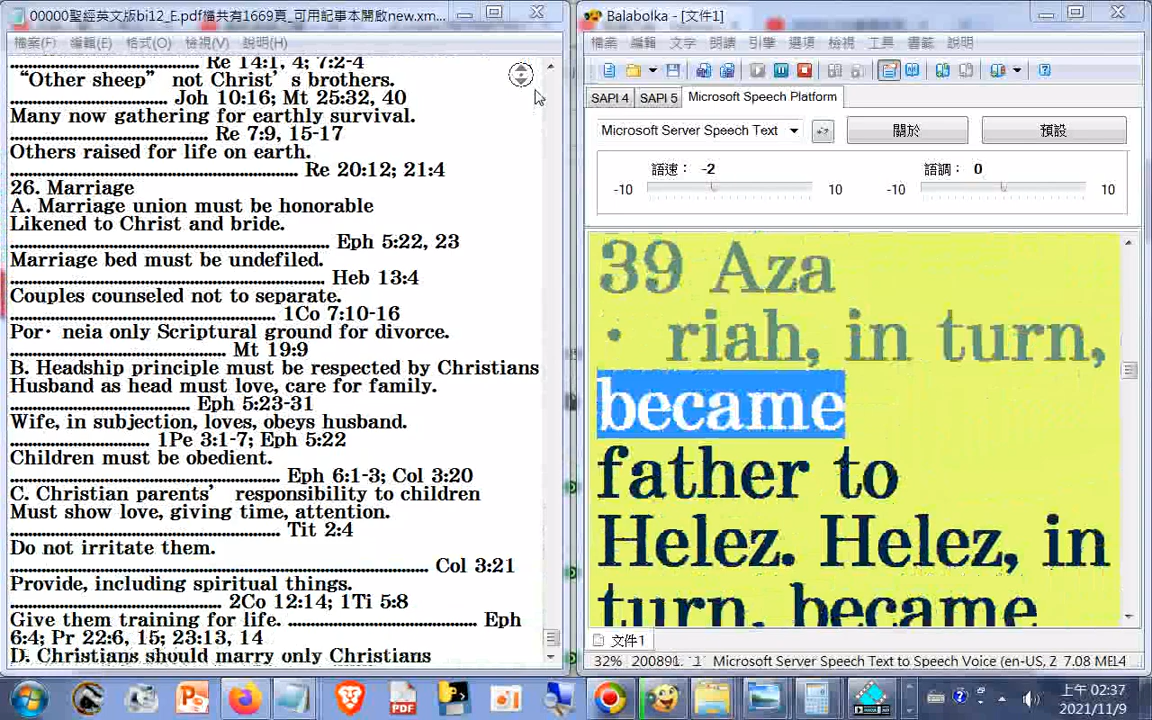 00000聖經英文版bi12_E.pdf檔共有1669頁_可用記事本開啟new.xm...
檔案(F) 編輯(E) 格式(O) 檢視(V) 說明(H)
Re 14:1, 4; 7:2-4
“Other sheep” not Christ’s brothers.
Joh 10:16; Mt 25:32, 40
Many now gathering for earthly survival.
Re 7:9, 15-17
Others raised for life on earth.
Re 20:12; 21:4
26. Marriage
A. Marriage union must be honorable
Likened to Christ and bride.
Eph 5:22, 23
Marriage bed must be undefiled.
Heb 13:4
Couples counseled not to separate.
1Co 7:10-16
Por· neia only Scriptural ground for divorce.
Mt 19:9
B. Headship principle must be respected by Christians
Husband as head must love, care for family.
Eph 5:23-31
Wife, in subjection, loves, obeys husband.
1Pe 3:1-7; Eph 5:22
Children must be obedient.
Eph 6:1-3; Col 3:20
C. Christian parents’ responsibility to children
Must show love, giving time, attention.
Tit 2:4
Do not irritate them.
Col 3:21
Provide, including spiritual things.
2Co 12:14; 1Ti 5:8
Give them training for life. Eph
6:4; Pr 22:6, 15; 23:13, 14
D. Christians should marry only Christians
Balabolka - [文件1]
檔案 編輯 文字 朗讀 引擎 選項 檢視 工具 書籤 說明
SAPI 4 SAPI 5 Microsoft Speech Platform
Microsoft Server Speech Text 關於 預設
語速： -2 語調： 0
-10 10 -10 10
39 Aza
· riah, in turn,
became
father to
Helez. Helez, in
turn, became
文件1
32% Microsoft Server Speech Text to Speech Voice (en-US, Z 7.08 ME
PDF
上午 02:37
2021/11/9